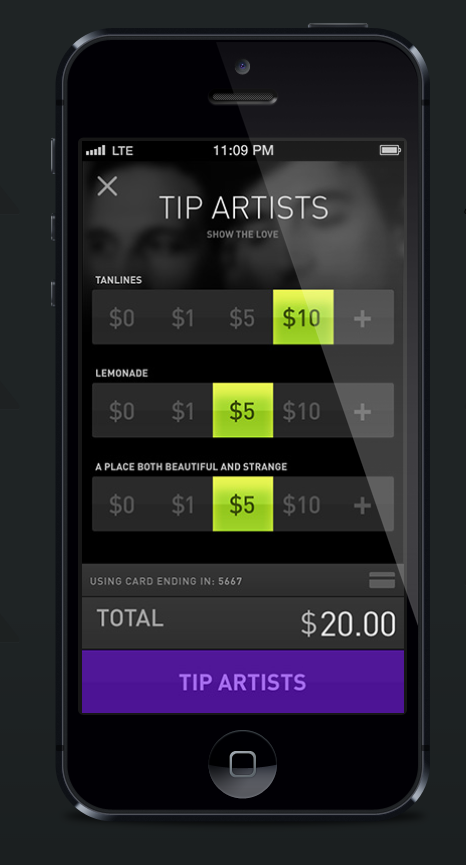 LTE 11:09 PM
TIP ARTISTS
SHOW THE LOVE
TANLINES
$0 $1 $5 $10 +
LEMONADE
$0 $1 $5 $10 +
A PLACE BOTH BEAUTIFUL AND STRANGE
$0 $1 $5 $10 +
USING CARD ENDING IN: 5667
TOTAL $20.00
TIP ARTISTS